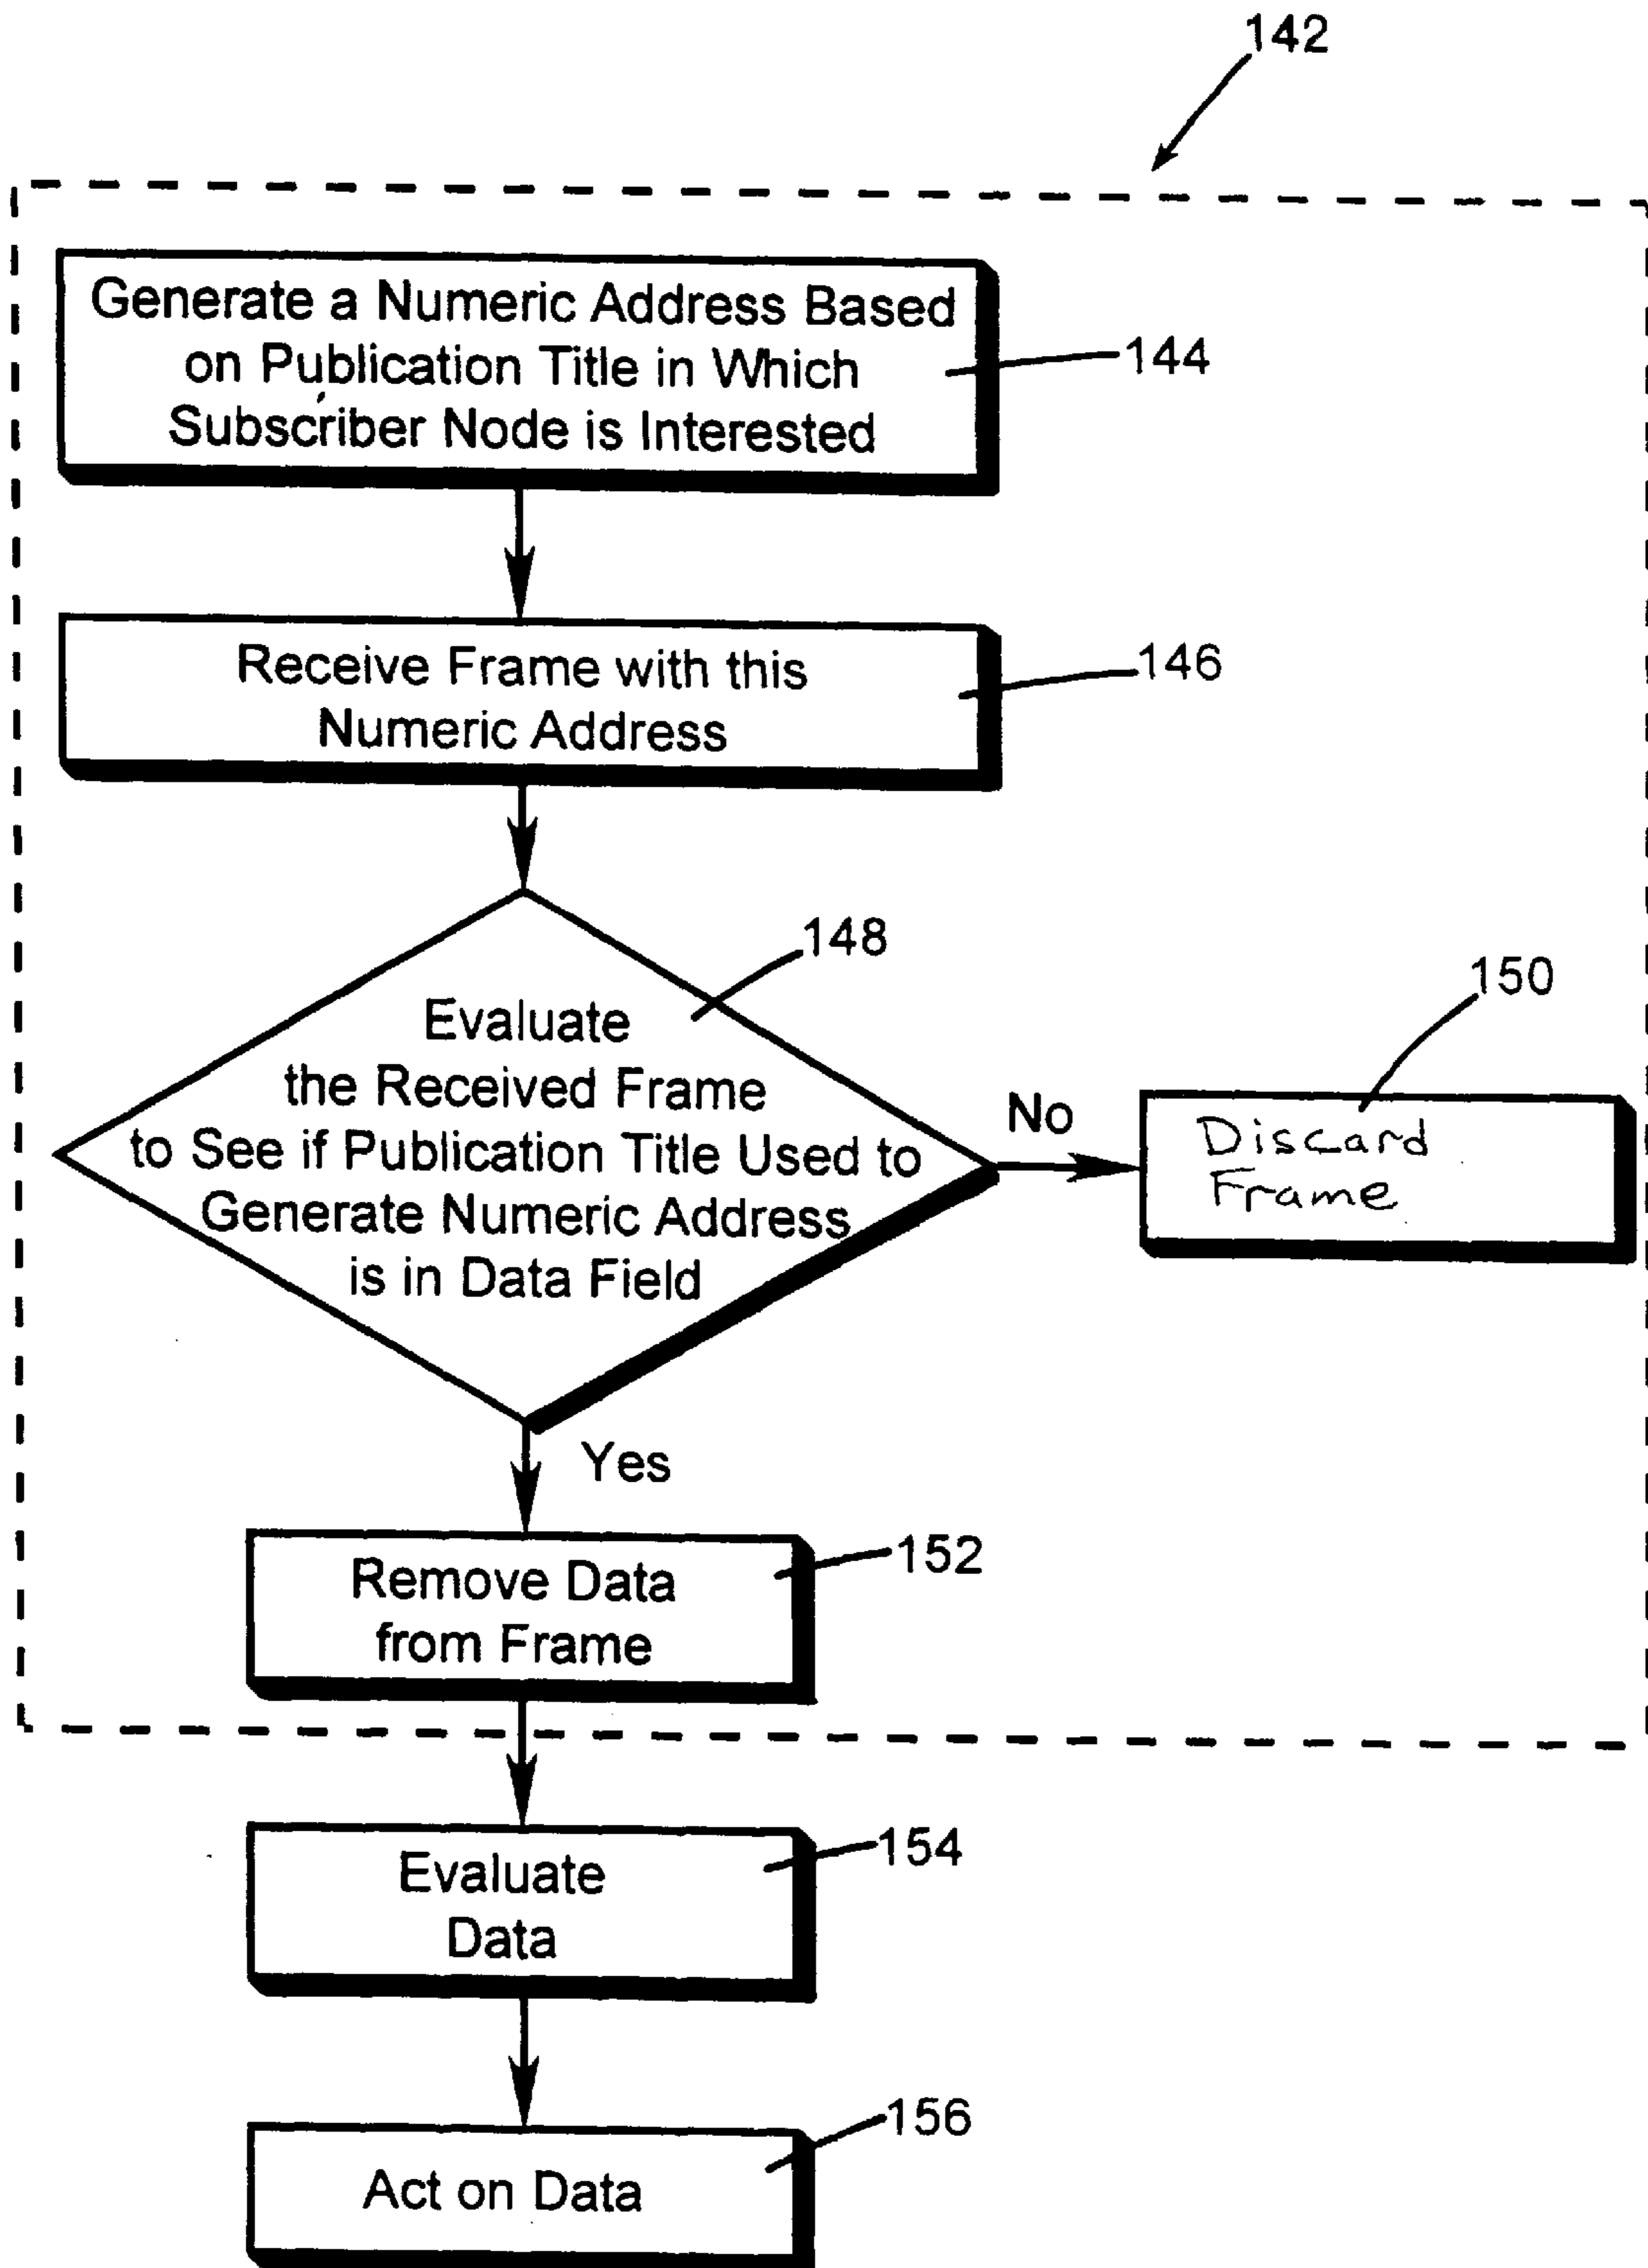 142
Generate a Numeric Address Based
on Publication Title in Which
Subscriber Node is Interested
144
Receive Frame with this
Numeric Address
146
148
Evaluate
the Received Frame
to See if Publication Title Used to
Generate Numeric Address
is in Data Field
No
150
Discard
Frame
Yes
Remove Data
from Frame
152
Evaluate
Data
154
Act on Data
156